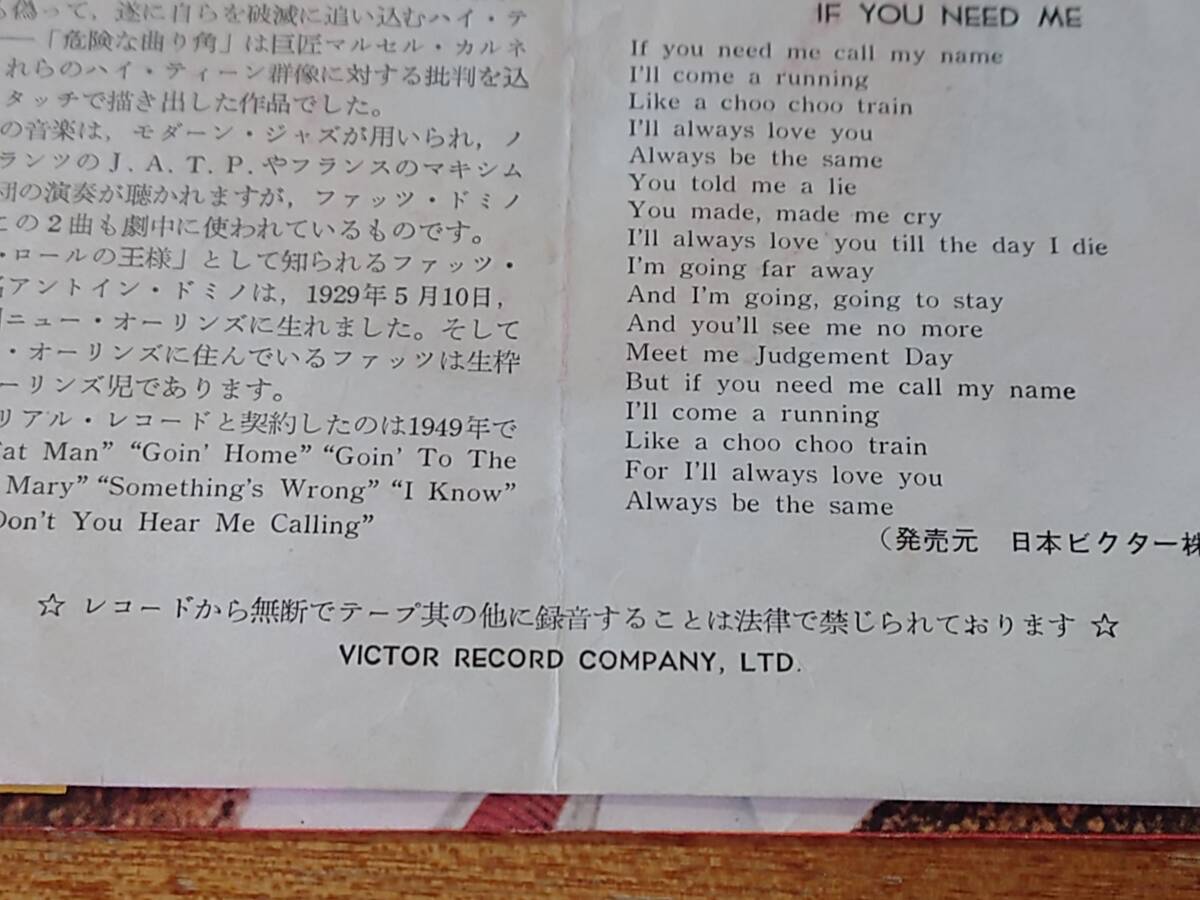 偽って、遂に自らを破滅に追い込むハイ・テ
──「危険な曲り角」は巨匠マルセル・カルネ
れらのハイ・ティーン群像に対する批判を込
タッチで描き出した作品でした。
の音楽は，モダーン・ジャズが用いられ，ノ
ランツのJ.A.T.P.やフランスのマキシム
団の演奏が聴かれますが，ファッツ・ドミノ
この2曲も劇中に使われているものです。
・ロールの王様」として知られるファッツ・
アントイン・ドミノは，1929年5月10日，
ニュー・オーリンズに生れました。そして
・オーリンズに住んでいるファッツは生粋
ーリンズ児であります。
リアル・レコードと契約したのは1949年で
Fat Man” “Goin' Home” “Goin' To The
Mary” “Something's Wrong” “I Know”
Don't You Hear Me Calling”
IF YOU NEED ME
If you need me call my name
I'll come a running
Like a choo choo train
I'll always love you
Always be the same
You told me a lie
You made, made me cry
I'll always love you till the day I die
I'm going far away
And I'm going, going to stay
And you'll see me no more
Meet me Judgement Day
But if you need me call my name
I'll come a running
Like a choo choo train
For I'll always love you
Always be the same
（発売元　日本ビクター株
☆ レコードから無断でテープ其の他に録音することは法律で禁じられております ☆
VICTOR RECORD COMPANY, LTD.